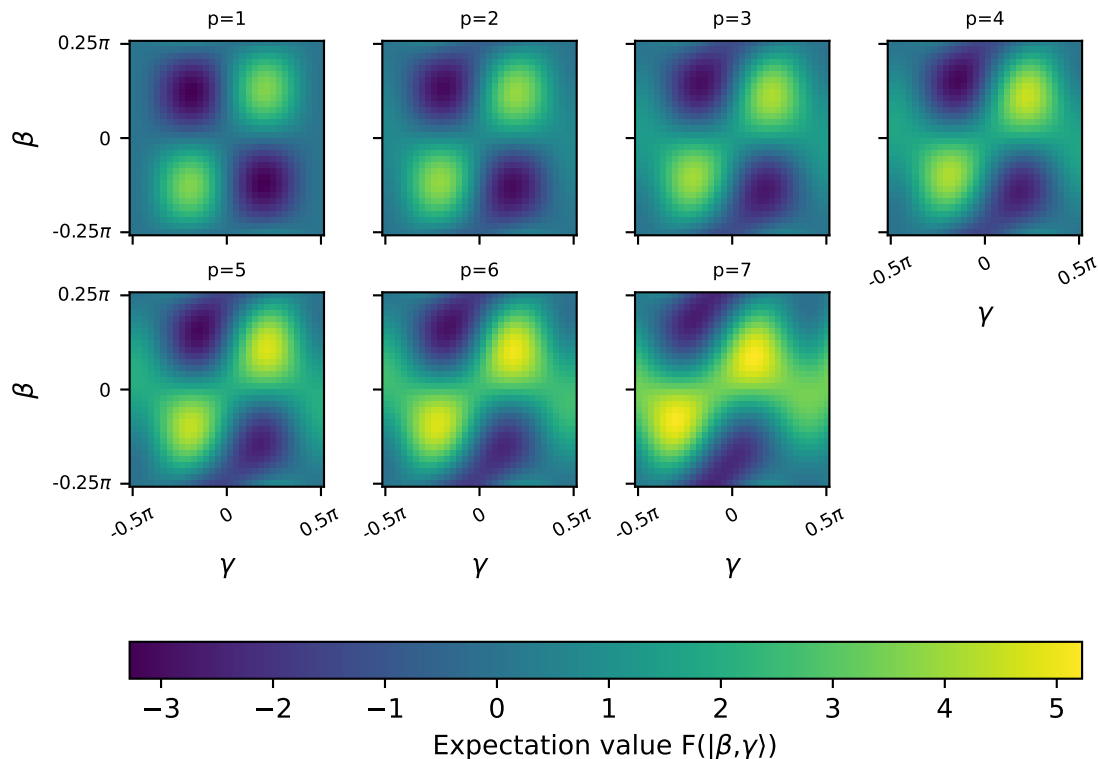 p=1 p=2 p=3 p=4
0.25π
β
0
-0.25π
-0.5π 0 0.5π
γ
p=5 p=6 p=7
0.25π
β
0
-0.25π
-0.5π 0 0.5π -0.5π 0 0.5π -0.5π 0 0.5π
γ γ γ
−3 −2 −1 0 1 2 3 4 5
Expectation value F(|β,γ⟩)